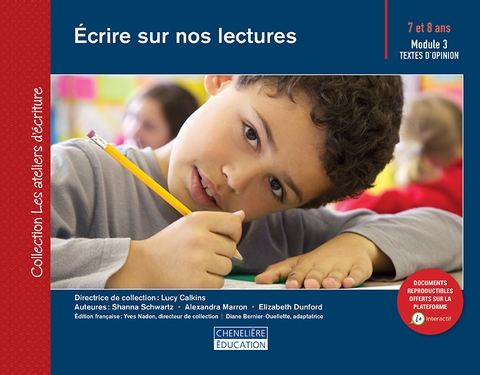 Écrire sur nos lectures
7 et 8 ans
Module 3
TEXTES D'OPINION
Collection Les ateliers d'écriture
Directrice de collection : Lucy Calkins
Auteures : Shanna Schwartz • Alexandra Marron • Elizabeth Dunford
Édition française : Yves Nadon, directeur de collection | Diane Bernier-Ouellette, adaptatrice
CHENELIÈRE
ÉDUCATION
DOCUMENTS
REPRODUCTIBLES
OFFERTS SUR LA
PLATEFORME
i+ Interactif